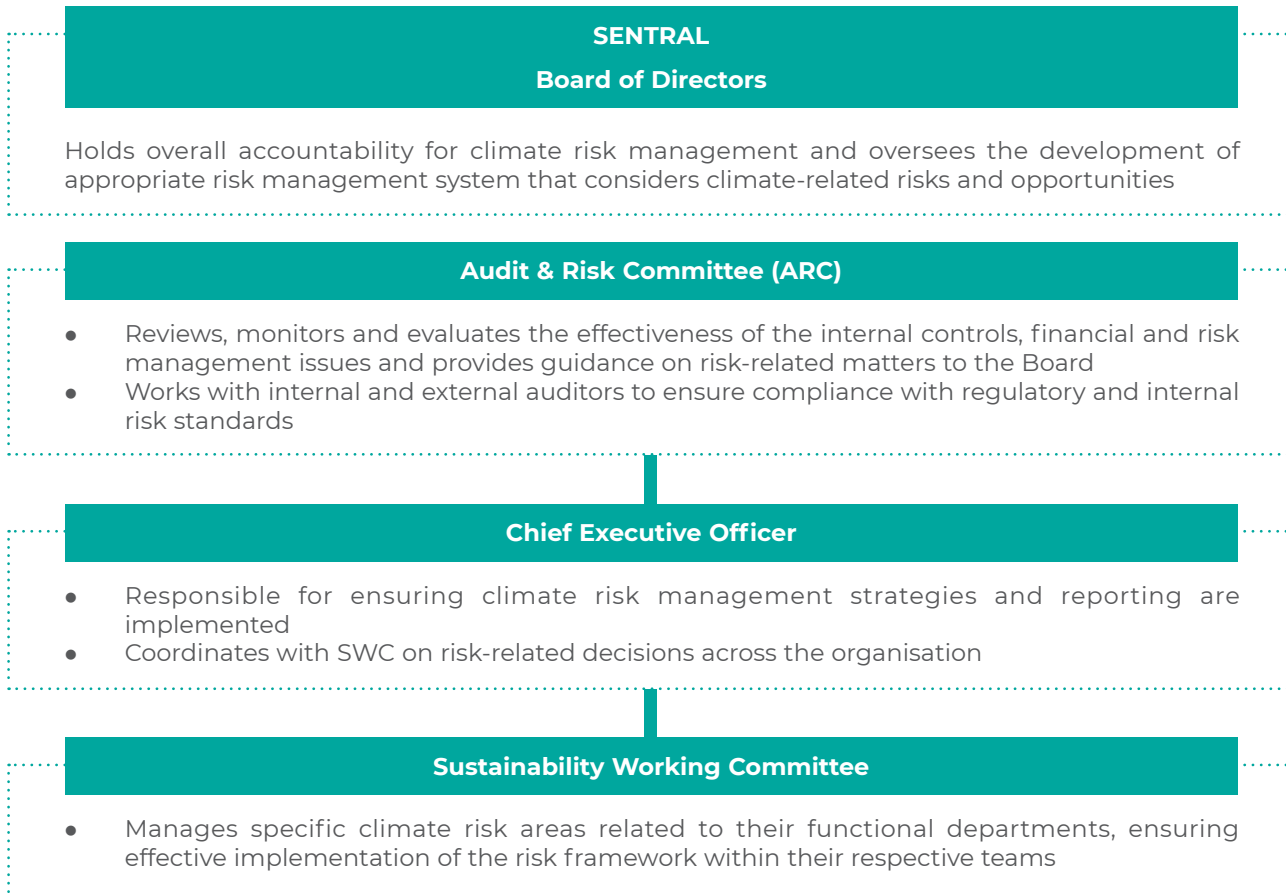 SENTRAL
Board of Directors
Holds overall accountability for climate risk management and oversees the development of
appropriate risk management system that considers climate-related risks and opportunities
Audit & Risk Committee (ARC)
● Reviews, monitors and evaluates the effectiveness of the internal controls, financial and risk
management issues and provides guidance on risk-related matters to the Board
● Works with internal and external auditors to ensure compliance with regulatory and internal
risk standards
Chief Executive Officer
● Responsible for ensuring climate risk management strategies and reporting are
implemented
● Coordinates with SWC on risk-related decisions across the organisation
Sustainability Working Committee
● Manages specific climate risk areas related to their functional departments, ensuring
effective implementation of the risk framework within their respective teams